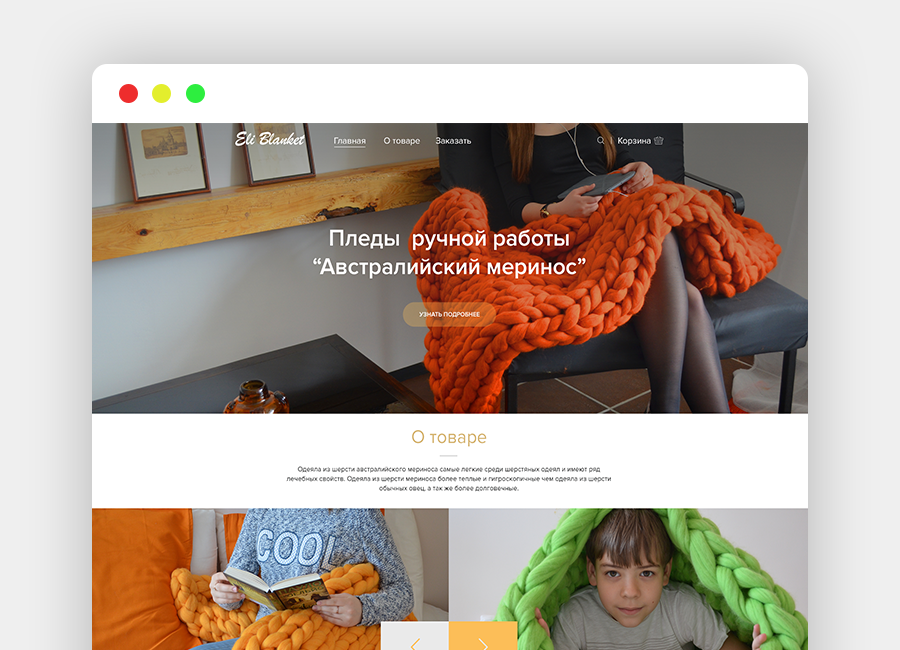 Eli Blanket
Главная О товаре Заказать
Корзина
Пледы ручной работы
“Австралийский меринос”
УЗНАТЬ ПОДРОБНЕЕ
О товаре
Одеяла из шерсти австралийского мериноса самые легкие среди шерстяных одеял и имеют ряд
лечебных свойств. Одеяла из шерсти мериноса более теплые и гигроскопичные чем одеяла из шерсти
обычных овец, а так же более долговечные.
COOL